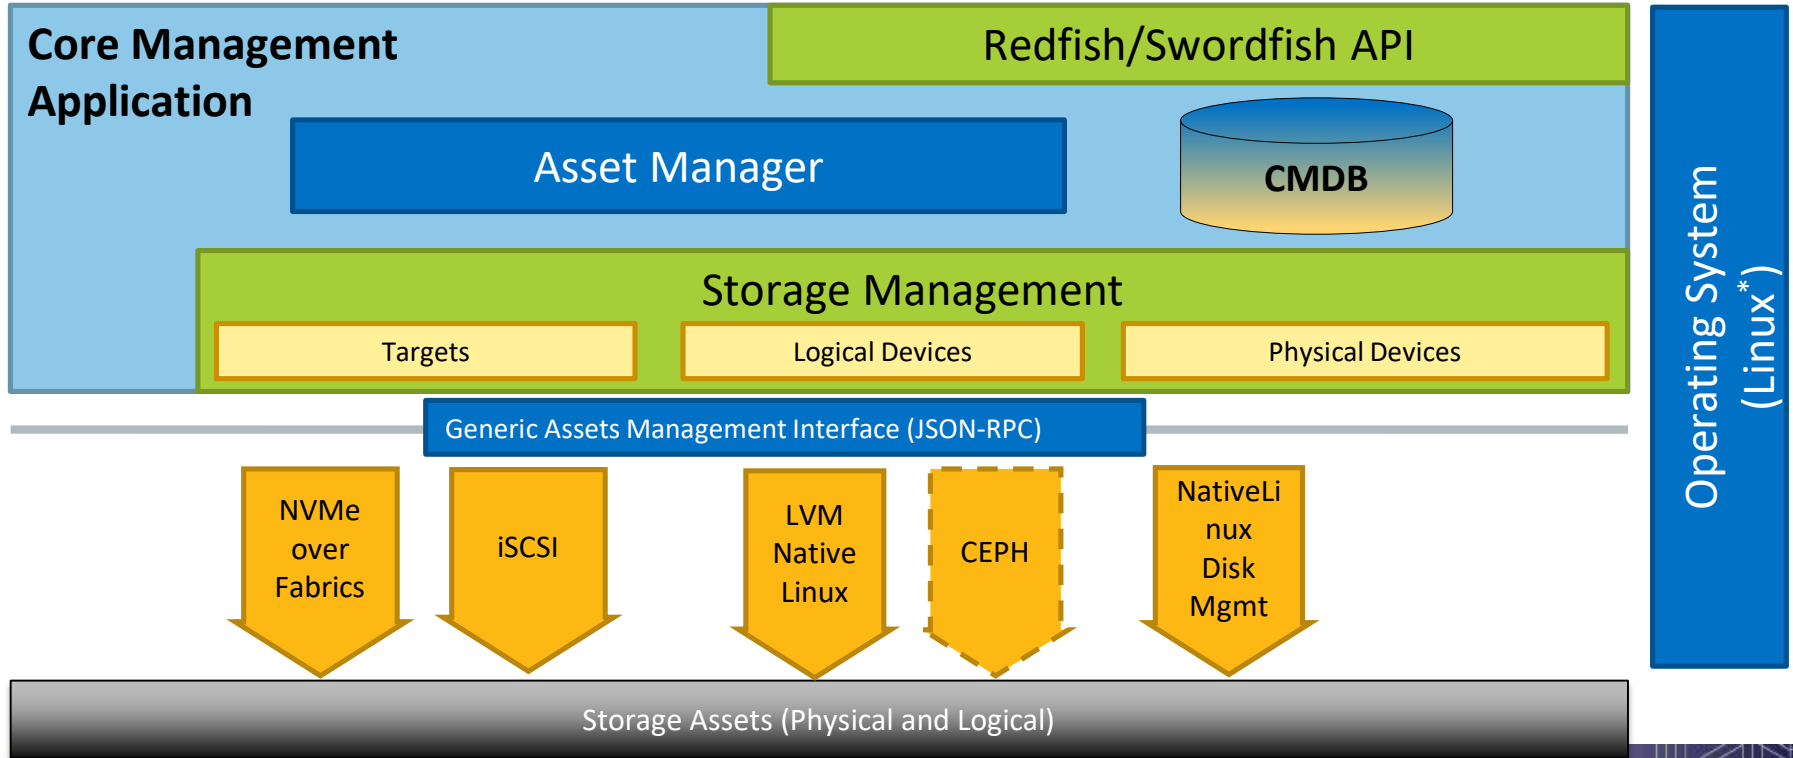 Core Management
Application
Redfish/Swordfish API
Asset Manager
CMDB
Storage Management
Targets
Logical Devices
Physical Devices
Generic Assets Management Interface (JSON-RPC)
NVMe
over
Fabrics
iSCSI
LVM
Native
Linux
CEPH
NativeLi
nux
Disk
Mgmt
Storage Assets (Physical and Logical)
Operating System
(Linux*)